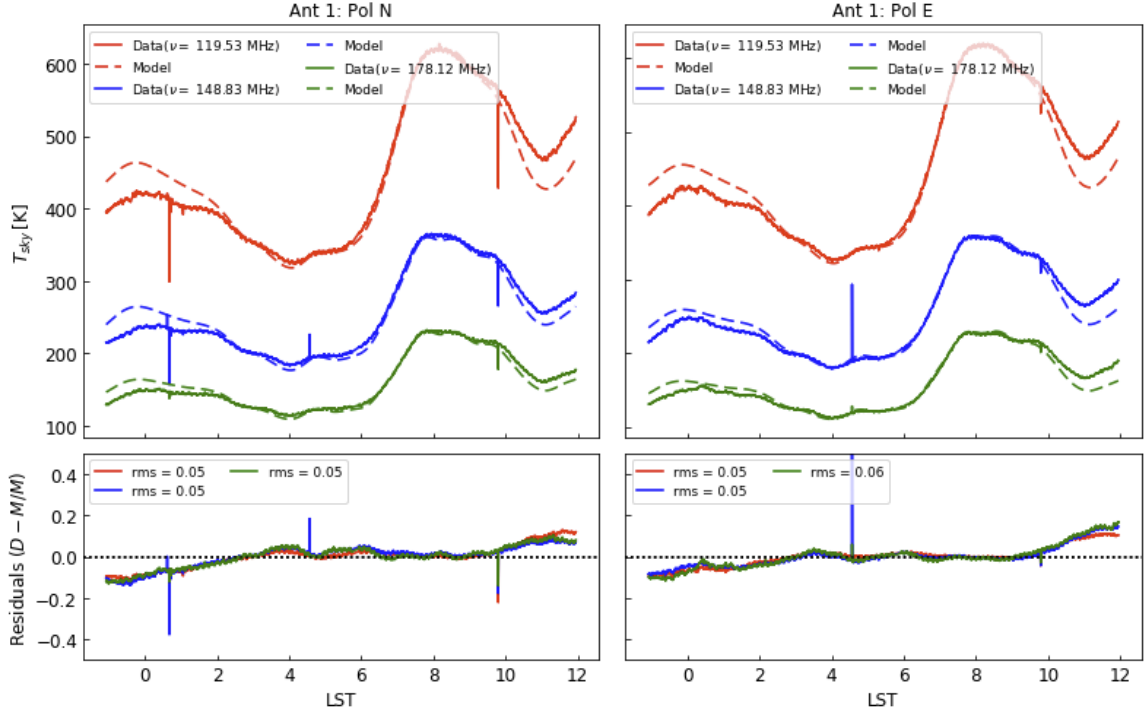 Ant 1: Pol N
Ant 1: Pol E
Data(ν = 119.53 MHz)
Model
Data(ν = 148.83 MHz)
Model
Data(ν = 178.12 MHz)
Model
Data(ν = 119.53 MHz)
Model
Data(ν = 148.83 MHz)
Model
Data(ν = 178.12 MHz)
Model
T_sky [K]
600
500
400
300
200
100
rms = 0.05
rms = 0.05
rms = 0.05
rms = 0.05
rms = 0.05
rms = 0.06
Residuals (D − M/M)
0.4
0.2
0.0
−0.2
−0.4
0 2 4 6 8 10 12
0 2 4 6 8 10 12
LST
LST